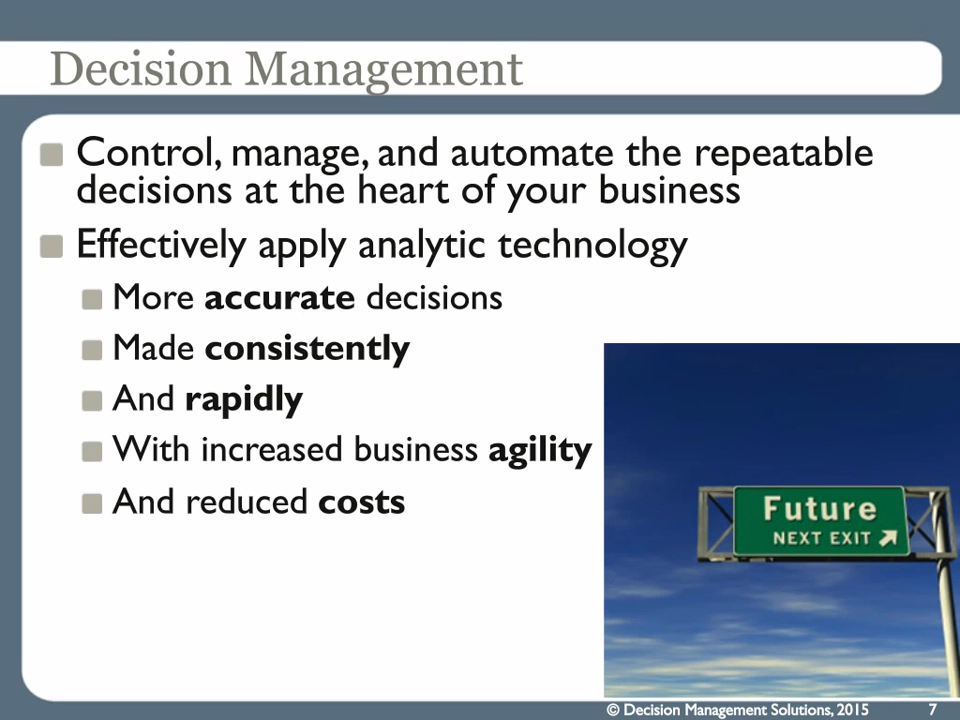 Decision Management
Control, manage, and automate the repeatable
decisions at the heart of your business
Effectively apply analytic technology
More accurate decisions
Made consistently
And rapidly
With increased business agility
And reduced costs
Future
NEXT EXIT
© Decision Management Solutions, 2015 7